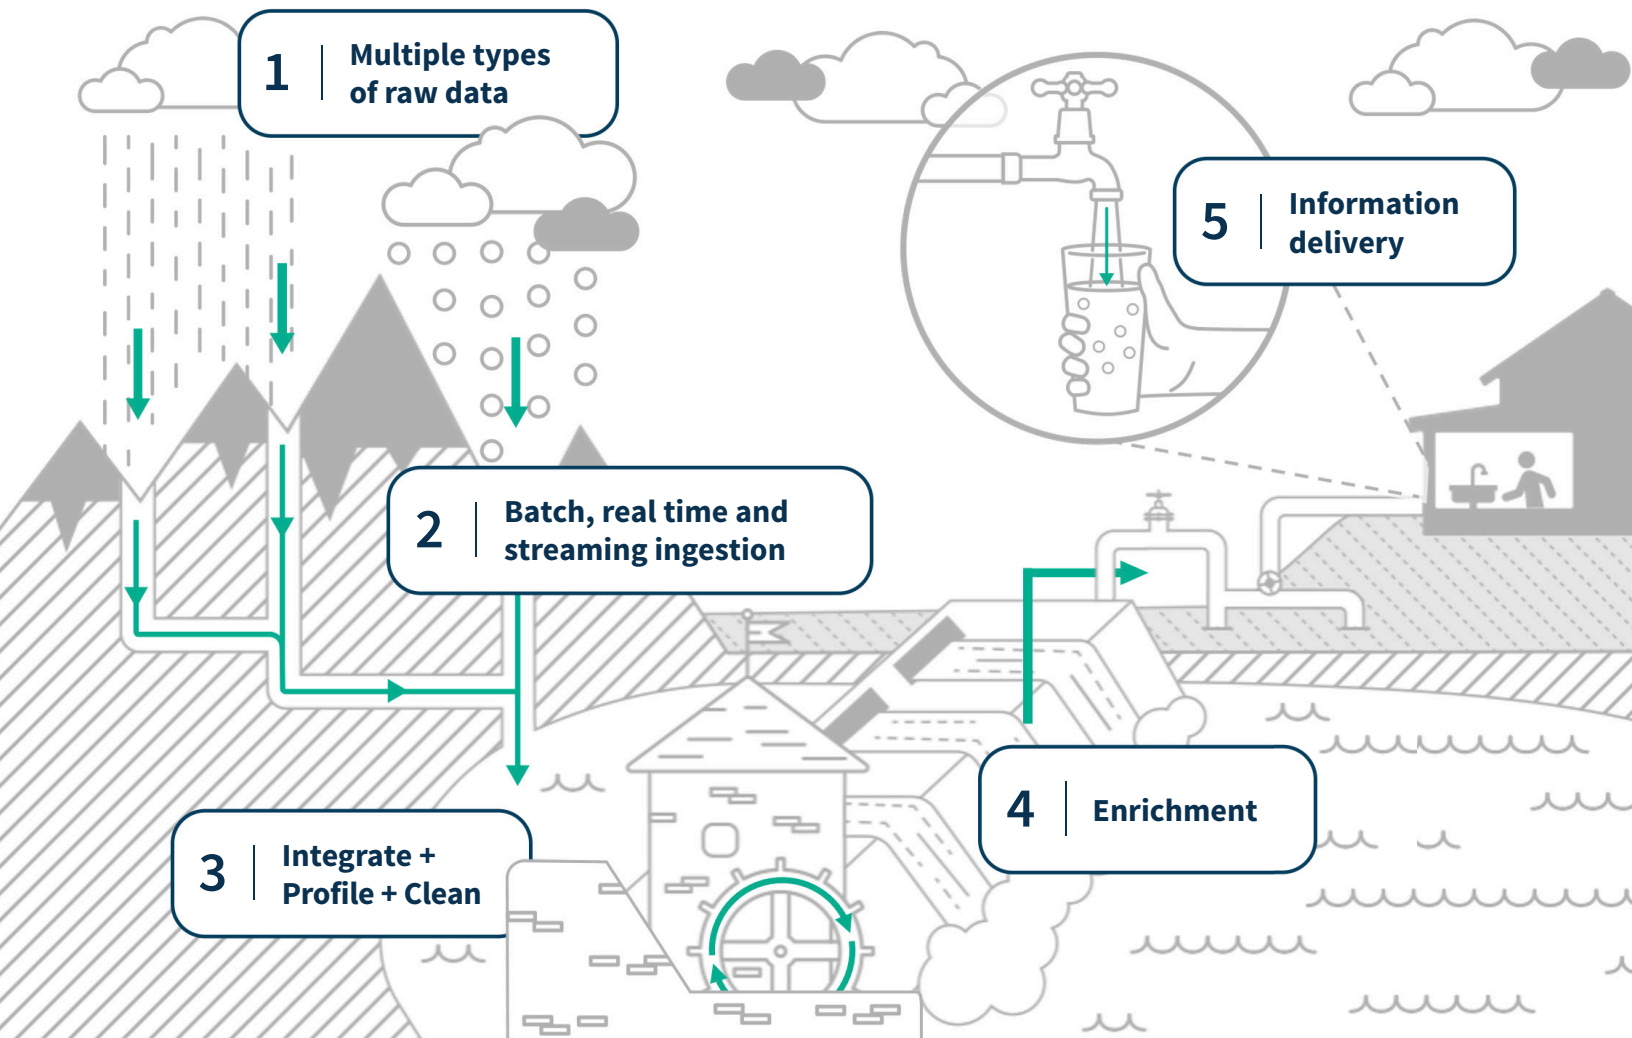 1
Multiple types
of raw data
2
Batch, real time and
streaming ingestion
3
Integrate +
Profile + Clean
4
Enrichment
5
Information
delivery